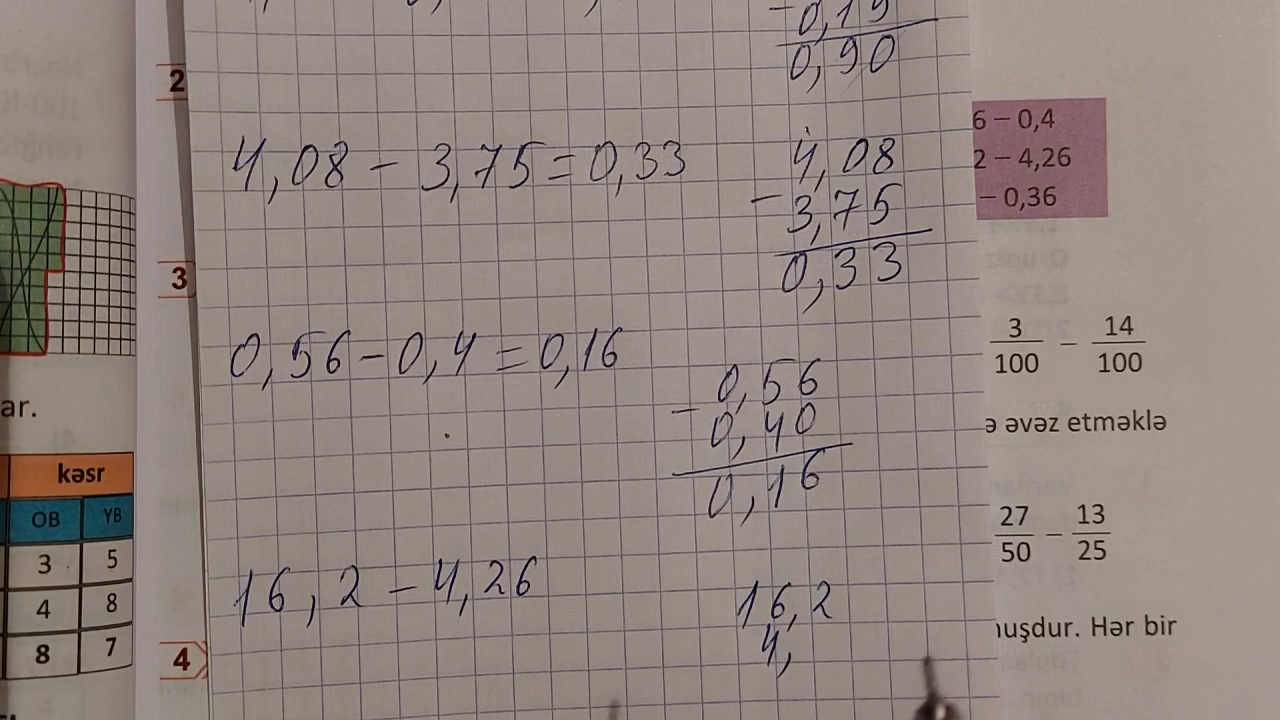 0,19
0,90
2
4,08 - 3,75 = 0,33
4,08
- 3,75
0,33
3
0,56 - 0,4 = 0,16
- 0,56
0,40
0,16
16,2 - 4,26
16,2
4,
4
6 – 0,4
2 – 4,26
– 0,36
3/100 – 14/100
ə əvəz etməklə
27/50 – 13/25
Hər bir
ar.
kəsr
OB YB
3 5
4 8
8 7